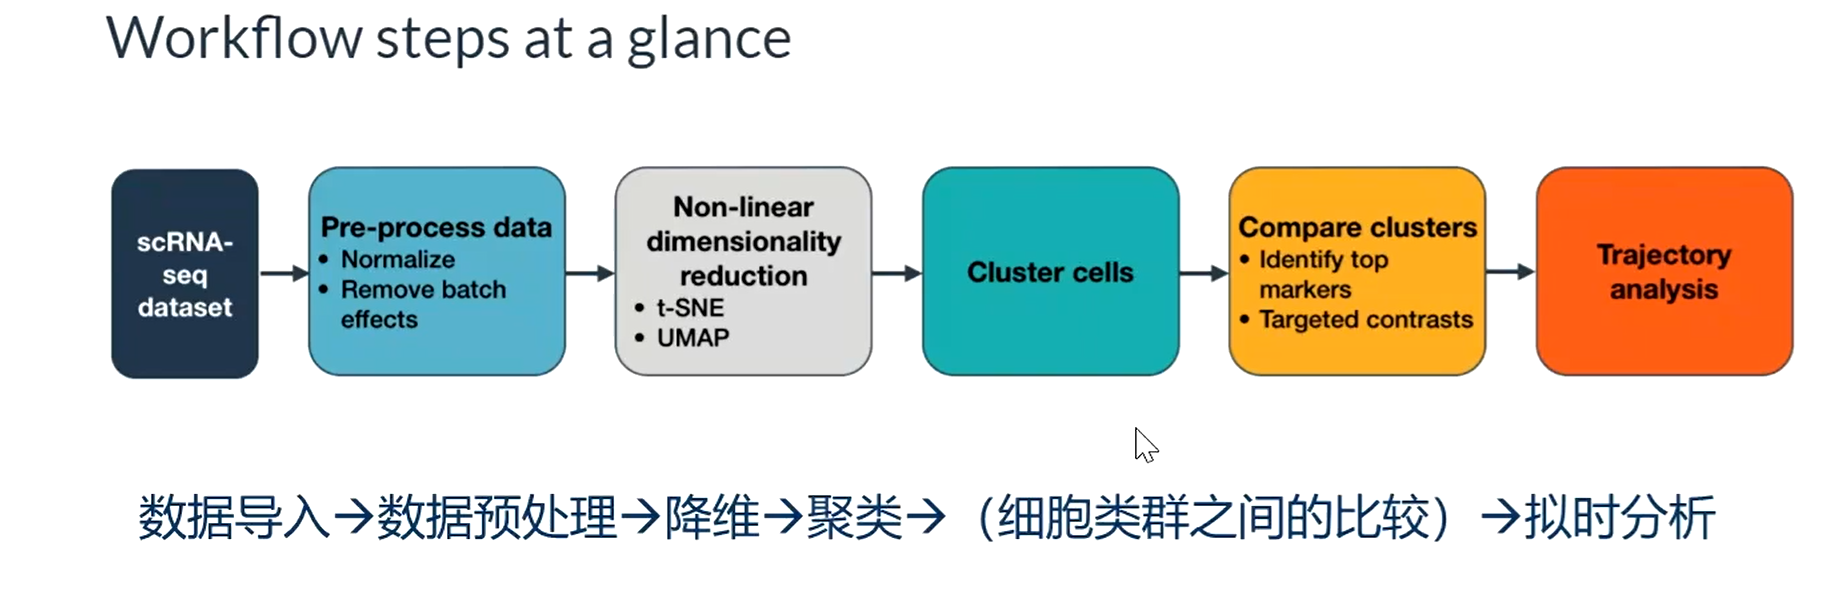 Workflow steps at a glance
scRNA-
seq
dataset
Pre-process data
• Normalize
• Remove batch
effects
Non-linear
dimensionality
reduction
• t-SNE
• UMAP
Cluster cells
Compare clusters
• Identify top
markers
• Targeted contrasts
Trajectory
analysis
数据导入→数据预处理→降维→聚类→（细胞类群之间的比较）→拟时分析